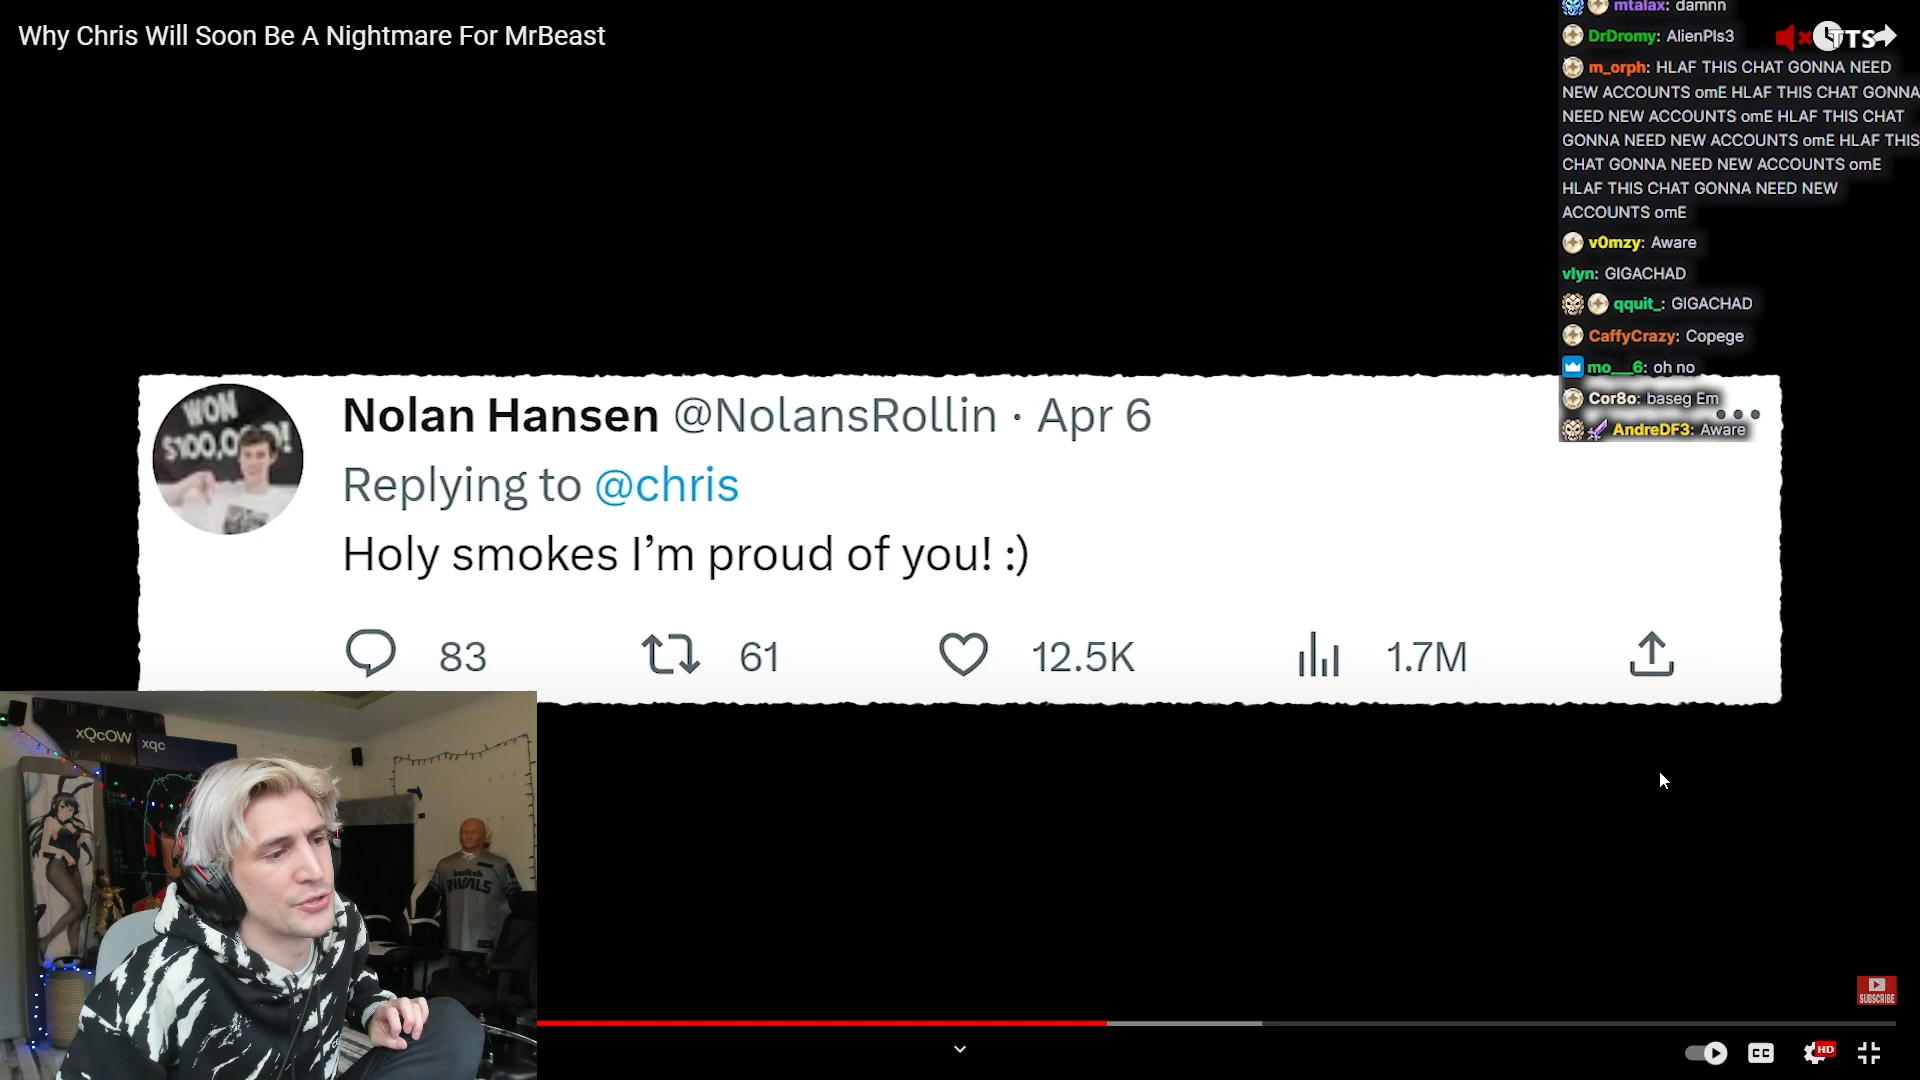 Why Chris Will Soon Be A Nightmare For MrBeast
mtalax: damnn
DrDromy: AlienPls3
TTS
m_orph: HLAF THIS CHAT GONNA NEED
NEW ACCOUNTS omE HLAF THIS CHAT GONNA
NEED NEW ACCOUNTS omE HLAF THIS CHAT
GONNA NEED NEW ACCOUNTS omE HLAF THIS
CHAT GONNA NEED NEW ACCOUNTS omE
HLAF THIS CHAT GONNA NEED NEW
ACCOUNTS omE
v0mzy: Aware
vlyn: GIGACHAD
qquit_: GIGACHAD
CaffyCrazy: Copege
mo__6: oh no
Cor8o: baseg Em
AndreDF3: Aware
WON
Nolan Hansen @NolansRollin · Apr 6
Replying to @chris
Holy smokes I’m proud of you! :)
83 61 12.5K 1.7M
xQcOW
xqc
twitch
RIVALS
SUBSCRIBE
CC
HD